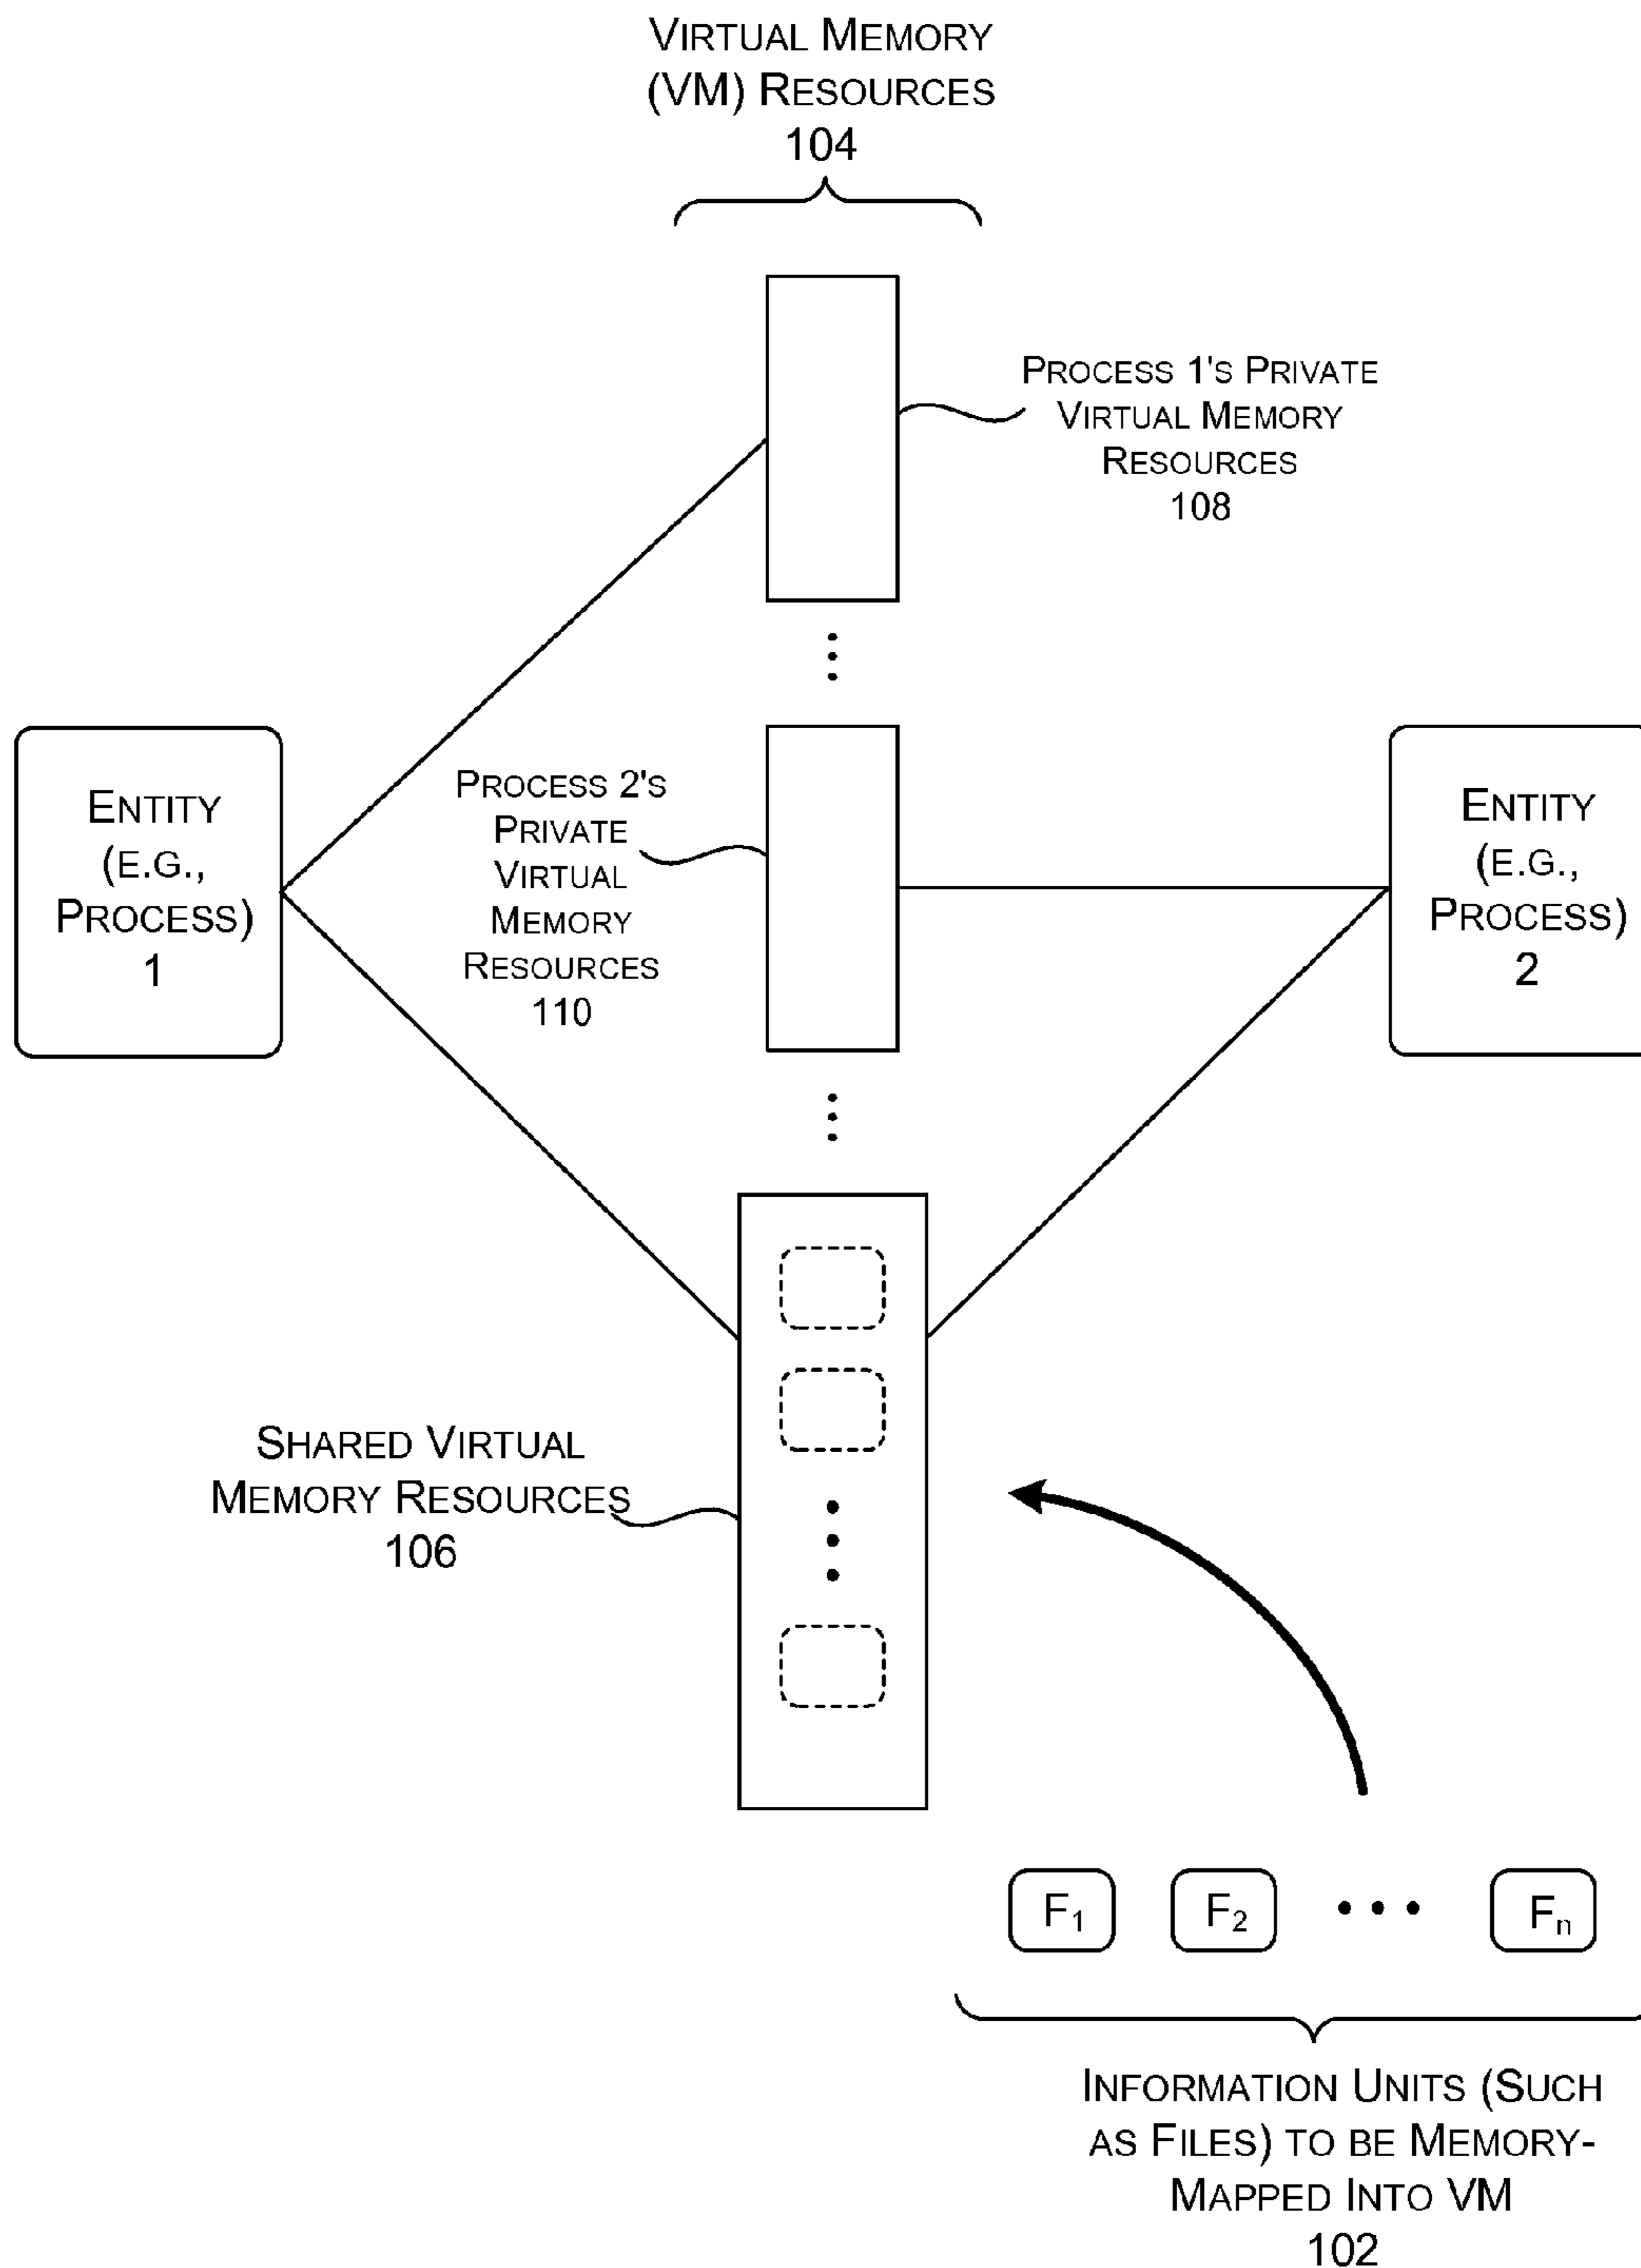 VIRTUAL MEMORY
(VM) RESOURCES
104
PROCESS 1'S PRIVATE
VIRTUAL MEMORY
RESOURCES
108
ENTITY
(E.G.,
PROCESS)
1
PROCESS 2'S
PRIVATE
VIRTUAL
MEMORY
RESOURCES
110
ENTITY
(E.G.,
PROCESS)
2
SHARED VIRTUAL
MEMORY RESOURCES
106
F1 F2 Fn
INFORMATION UNITS (SUCH
AS FILES) TO BE MEMORY-
MAPPED INTO VM
102